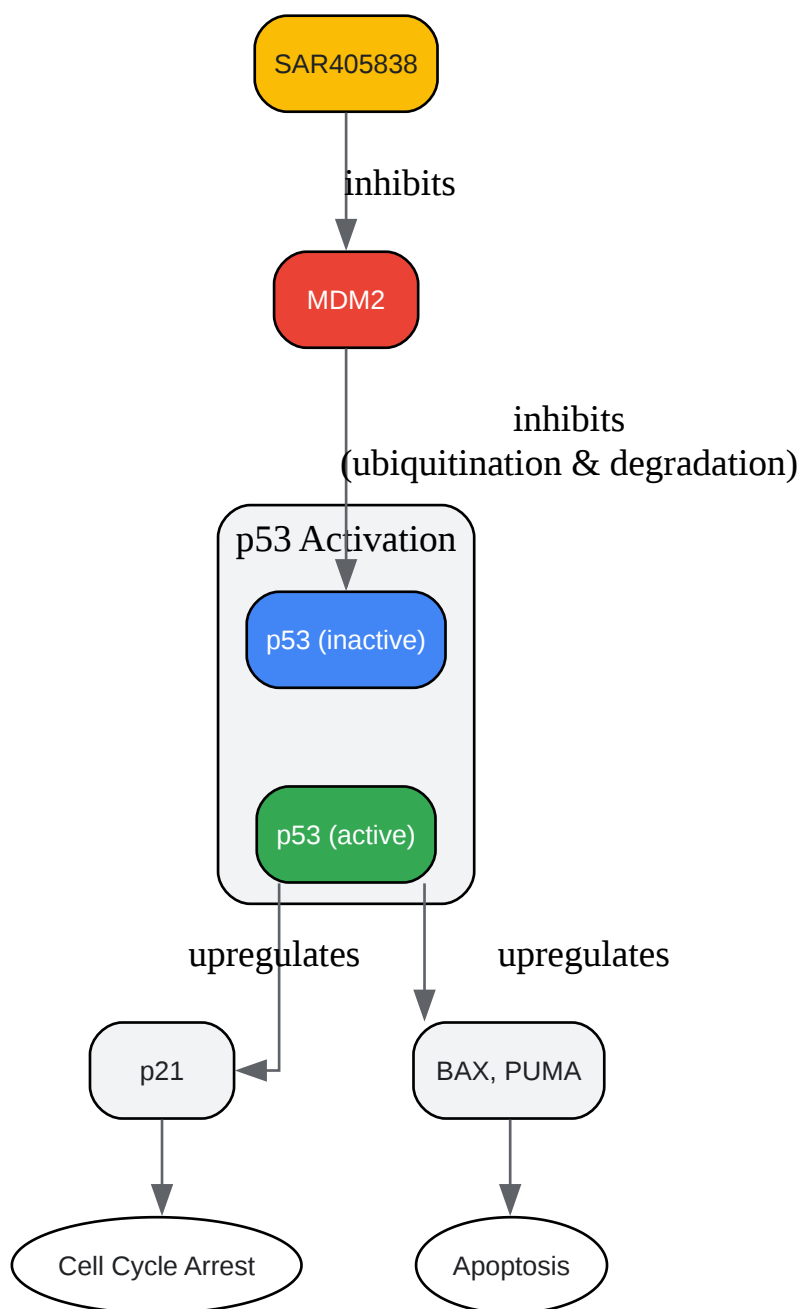 SAR405838
inhibits
MDM2
inhibits
(ubiquitination & degradation)
p53 Activation
p53 (inactive)
p53 (active)
upregulates
upregulates
p21
BAX, PUMA
Cell Cycle Arrest
Apoptosis